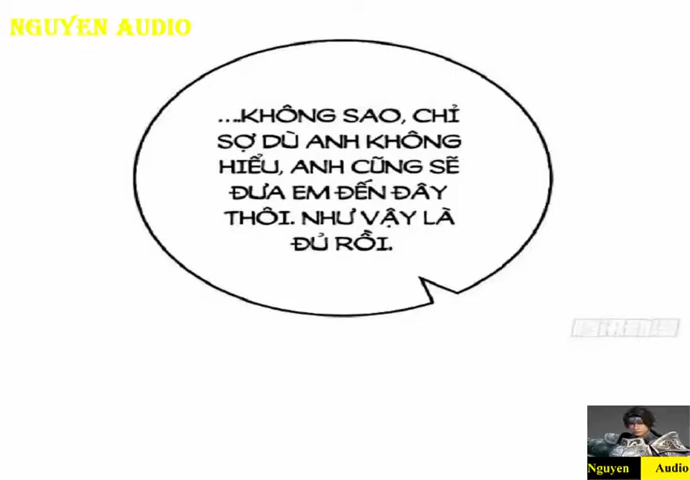 NGUYEN AUDIO
....KHÔNG SAO, CHỈ
SỢ DÙ ANH KHÔNG
HIỂU, ANH CŨNG SẼ
ĐƯA EM ĐẾN ĐÂY
THÔI. NHƯ VẬY LÀ
ĐỦ RỒI.
Nguyen Audio